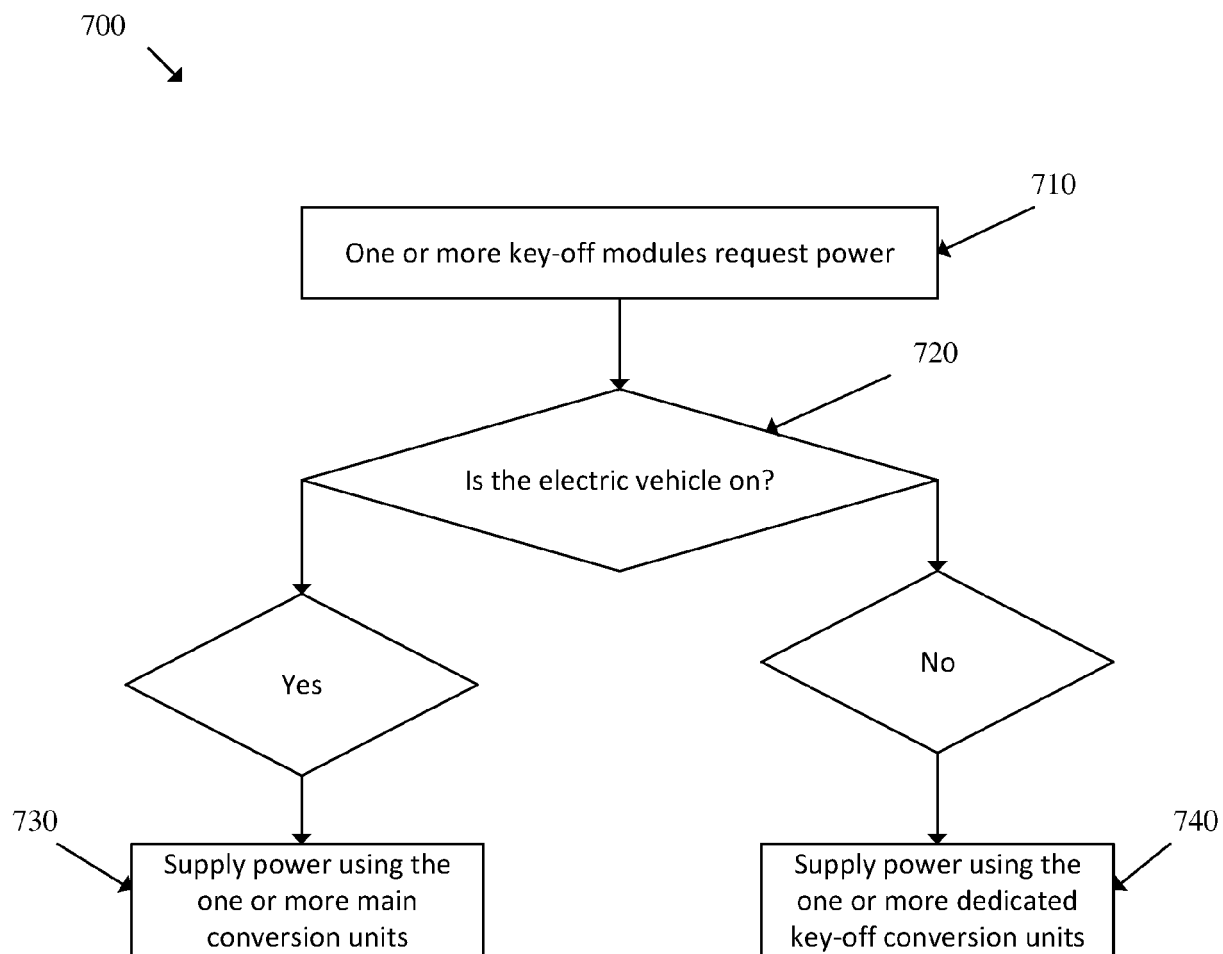 700
710
One or more key-off modules request power
720
Is the electric vehicle on?
Yes
No
730
740
Supply power using the
one or more main
conversion units
Supply power using the
one or more dedicated
key-off conversion units